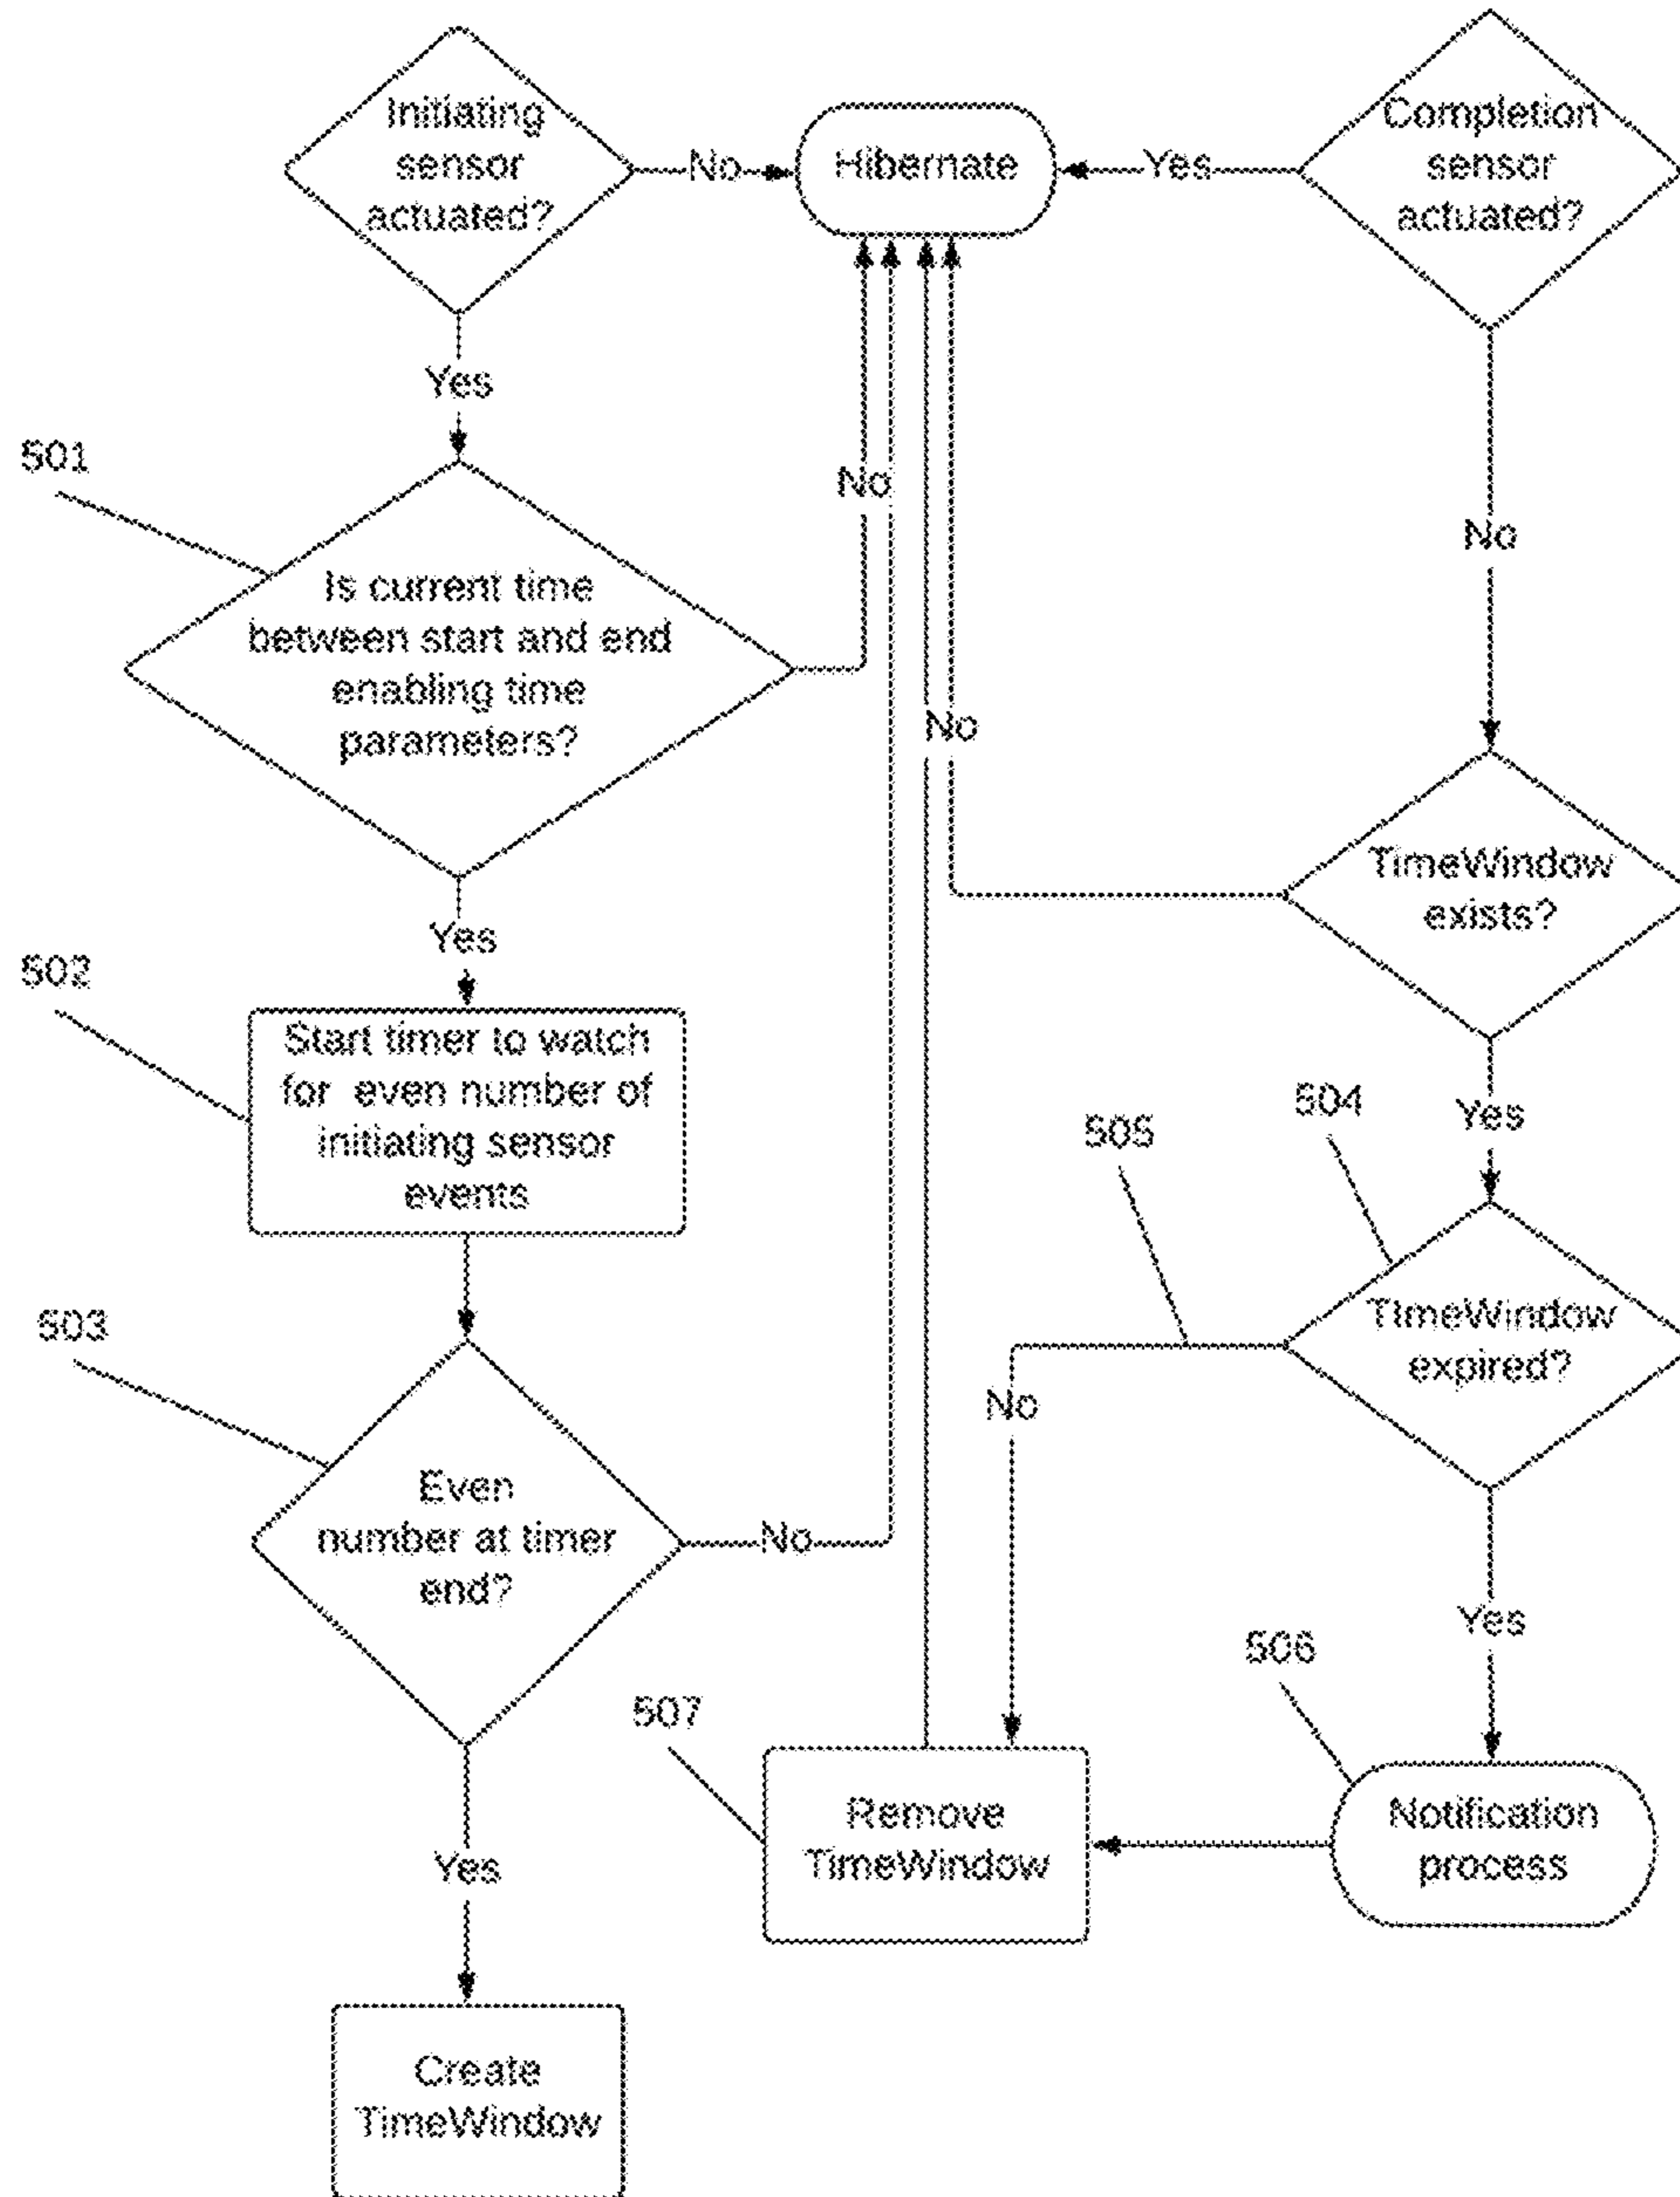 Initiating
sensor
actuated?
No
Hibernate
Yes
Completion
sensor
actuated?
Yes
501
No
No
Is current time
between start and end
enabling time
parameters?
No
Yes
502
Start timer to watch
for even number of
initiating sensor
events
TimeWindow
exists?
Yes
504
505
503
TimeWindow
expired?
No
Even
number at timer
end?
No
Yes
506
507
Remove
TimeWindow
Notification
process
Yes
Create
TimeWindow